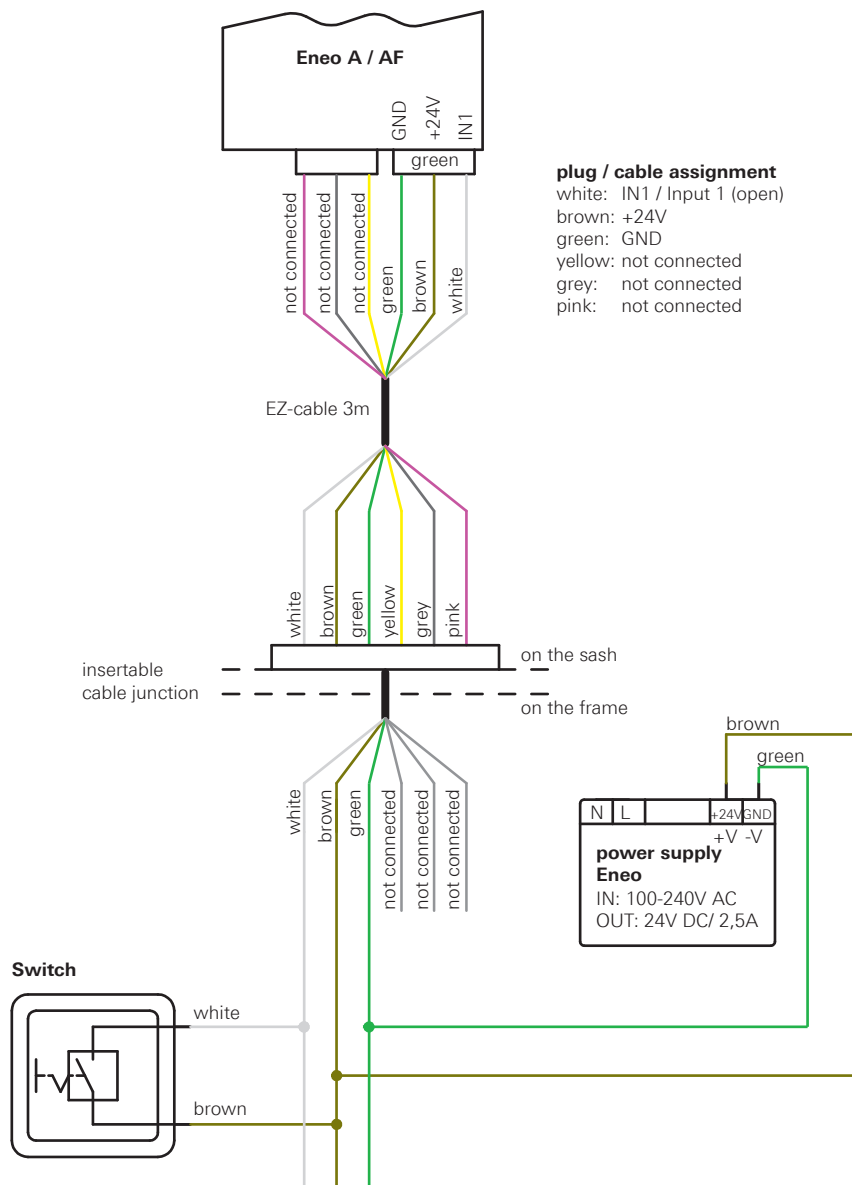 Eneo A / AF
GND
+24V
IN1
green
not connected
not connected
not connected
green
brown
white
plug / cable assignment
white: IN1 / Input 1 (open)
brown: +24V
green: GND
yellow: not connected
grey: not connected
pink: not connected
EZ-cable 3m
white
brown
green
yellow
grey
pink
insertable
cable junction
on the sash
on the frame
white
brown
green
not connected
not connected
not connected
brown
green
N
L
+24V
GND
+V -V
power supply
Eneo
IN: 100-240V AC
OUT: 24V DC/ 2,5A
Switch
white
brown